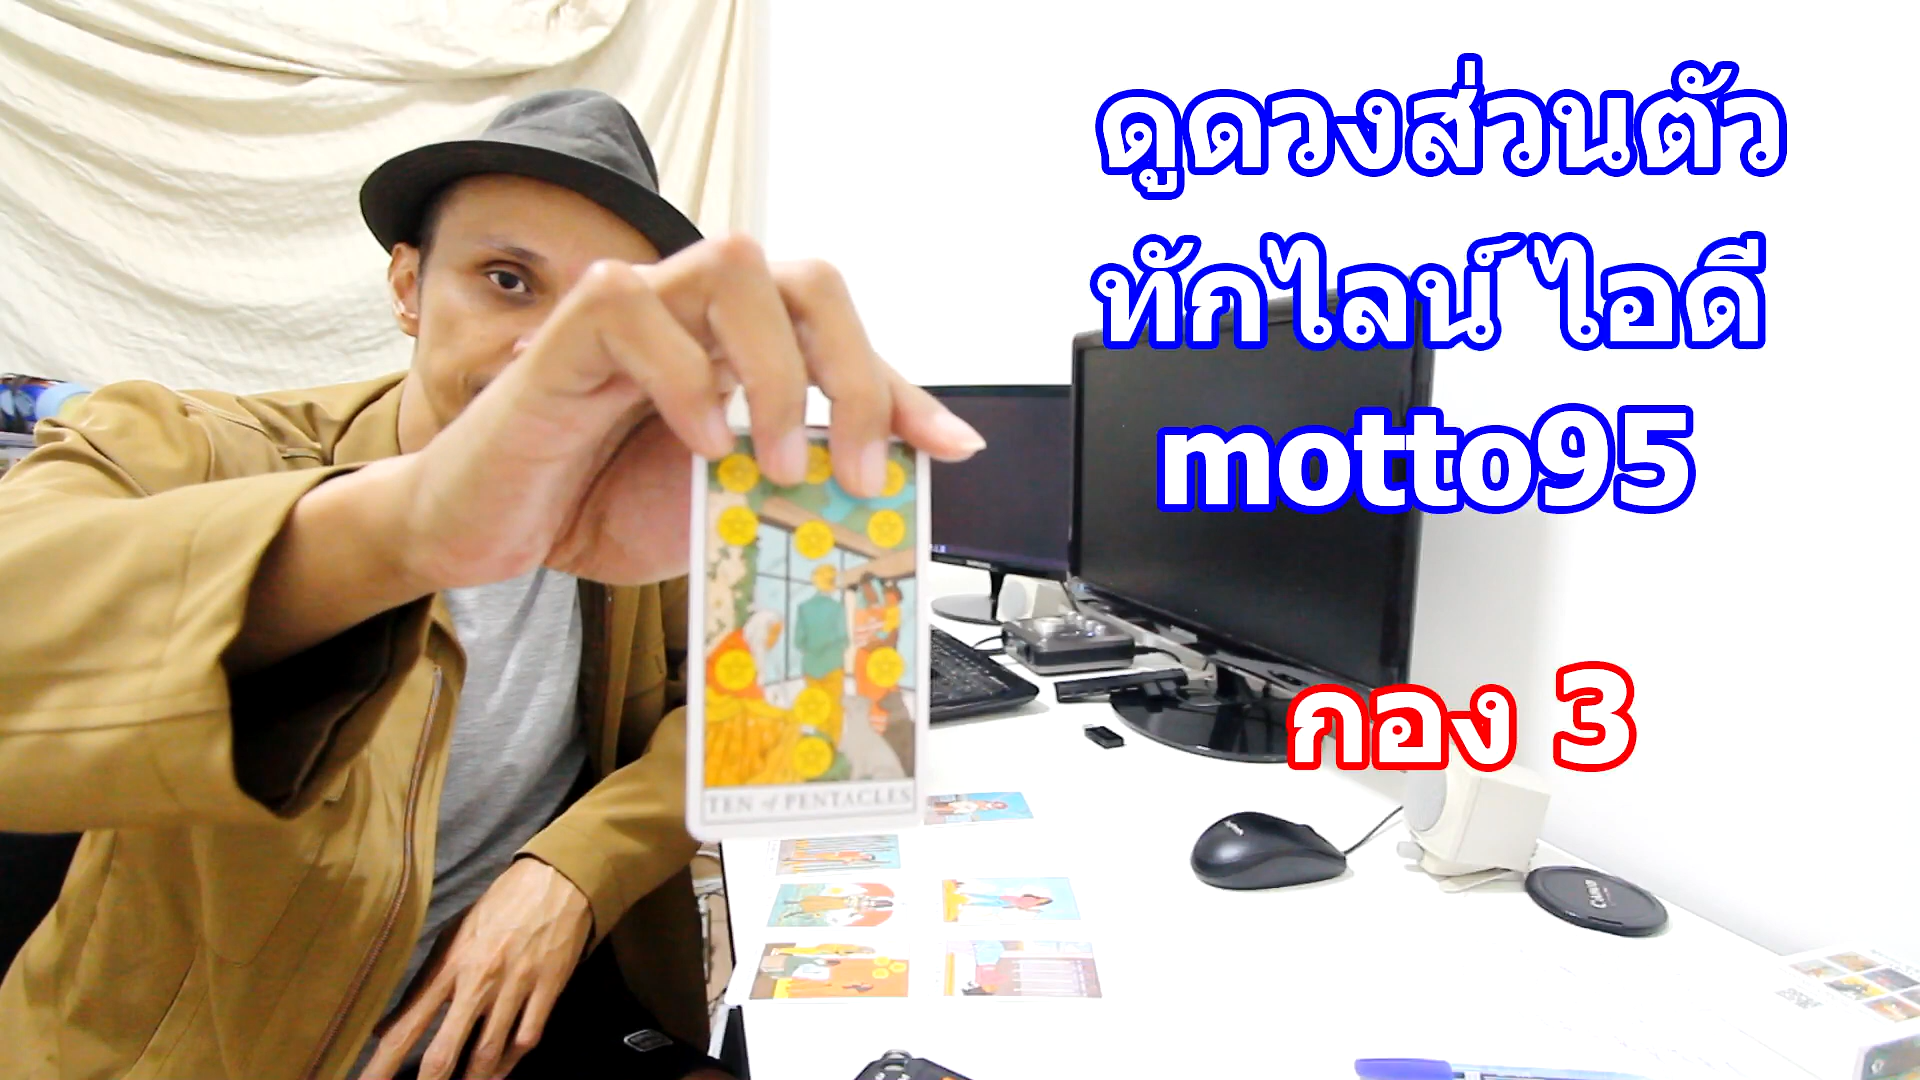 ดูดวงส่วนตัว
ทักไลน์ ไอดี
motto95
กอง 3
TEN of PENTACLES